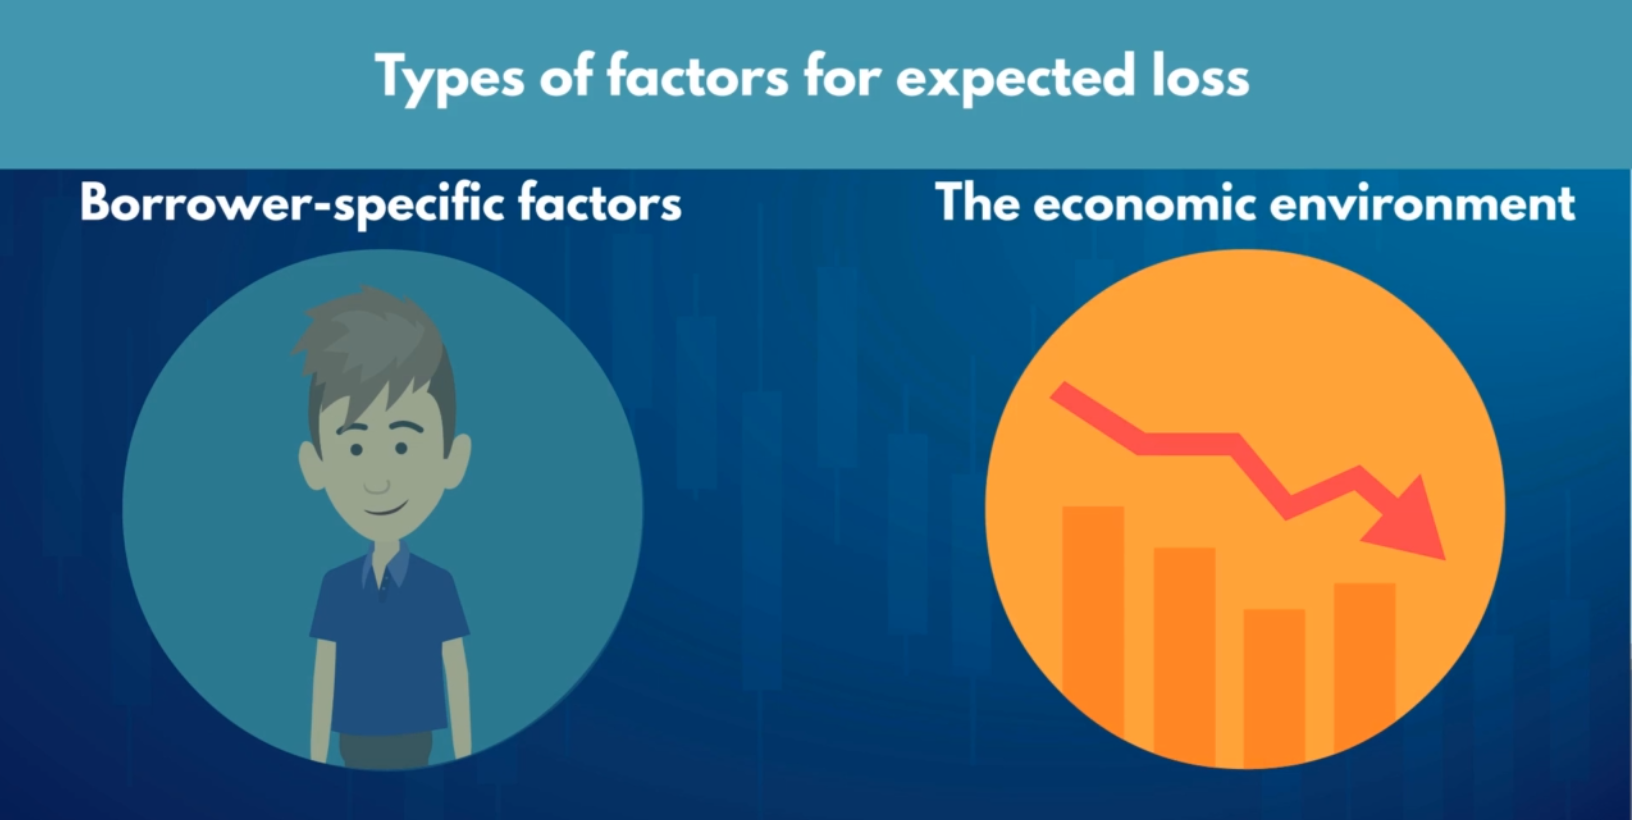 Types of factors for expected loss
Borrower-specific factors
The economic environment